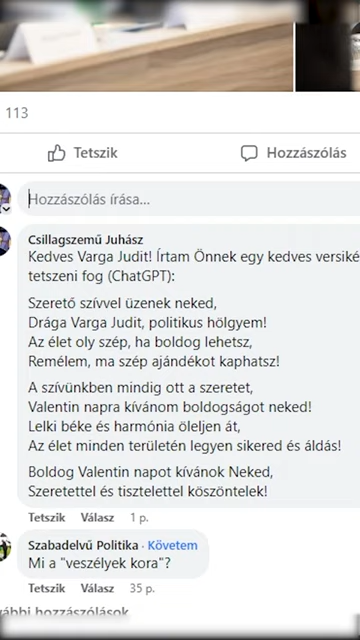 113
Tetszik
Hozzászólás
Hozzászólás írása...
Csillagszemű Juhász
Kedves Varga Judit! Írtam Önnek egy kedves versiké
tetszeni fog (ChatGPT):
Szerető szívvel üzenek neked,
Drága Varga Judit, politikus hölgyem!
Az élet oly szép, ha boldog lehetsz,
Remélem, ma szép ajándékot kaphatsz!
A szívünkben mindig ott a szeretet,
Valentin napra kívánom boldogságot neked!
Lelki béke és harmónia öleljen át,
Az élet minden területén legyen sikered és áldás!
Boldog Valentin napot kívánok Neked,
Szeretettel és tisztelettel köszöntelek!
Tetszik Válasz 1 p.
Szabadelvű Politika · Követem
Mi a "veszélyek kora"?
Tetszik Válasz 35 p.
vábbi hozzászólások